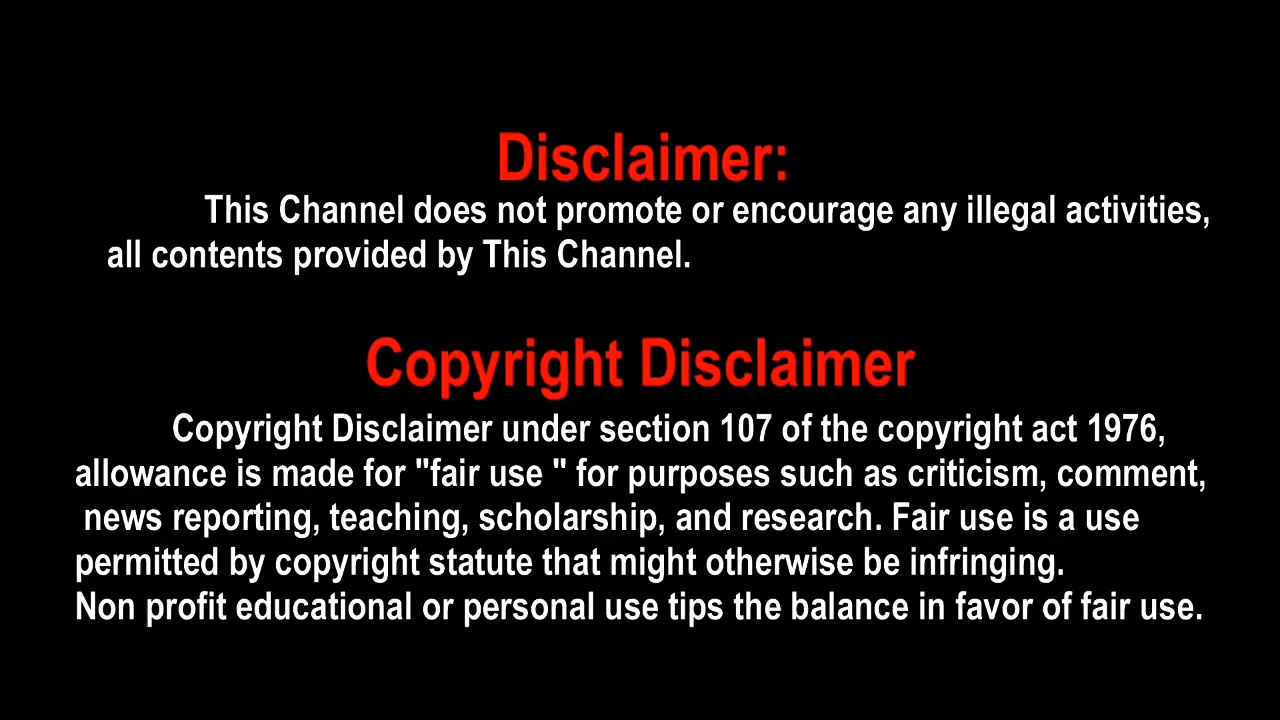 Disclaimer:
This Channel does not promote or encourage any illegal activities,
all contents provided by This Channel.
Copyright Disclaimer
Copyright Disclaimer under section 107 of the copyright act 1976,
allowance is made for "fair use " for purposes such as criticism, comment,
news reporting, teaching, scholarship, and research. Fair use is a use
permitted by copyright statute that might otherwise be infringing.
Non profit educational or personal use tips the balance in favor of fair use.